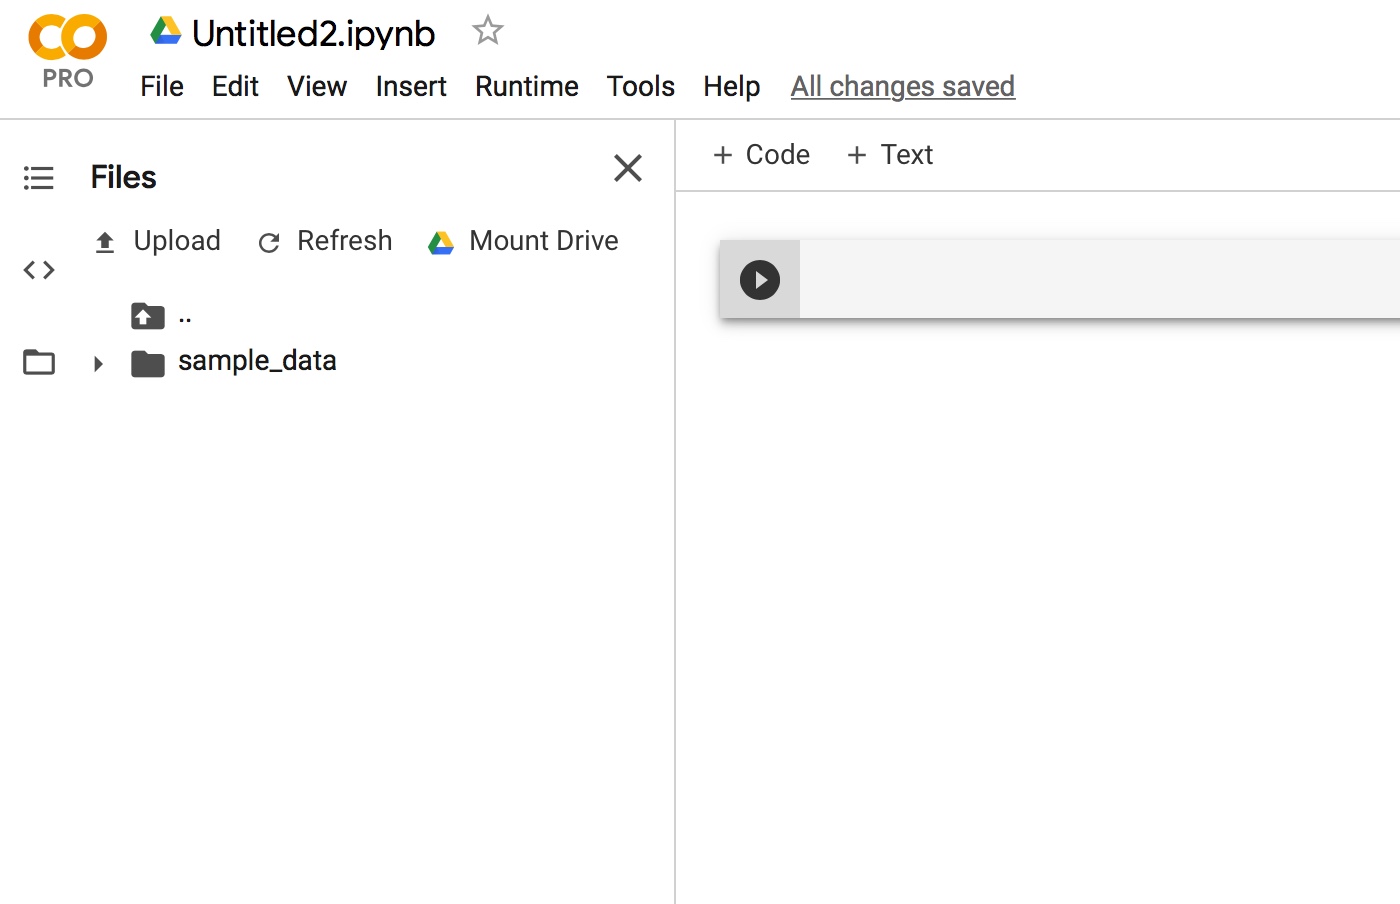 Untitled2.ipynb
PRO
File Edit View Insert Runtime Tools Help All changes saved
Files
+ Code + Text
Upload Refresh Mount Drive
..
sample_data